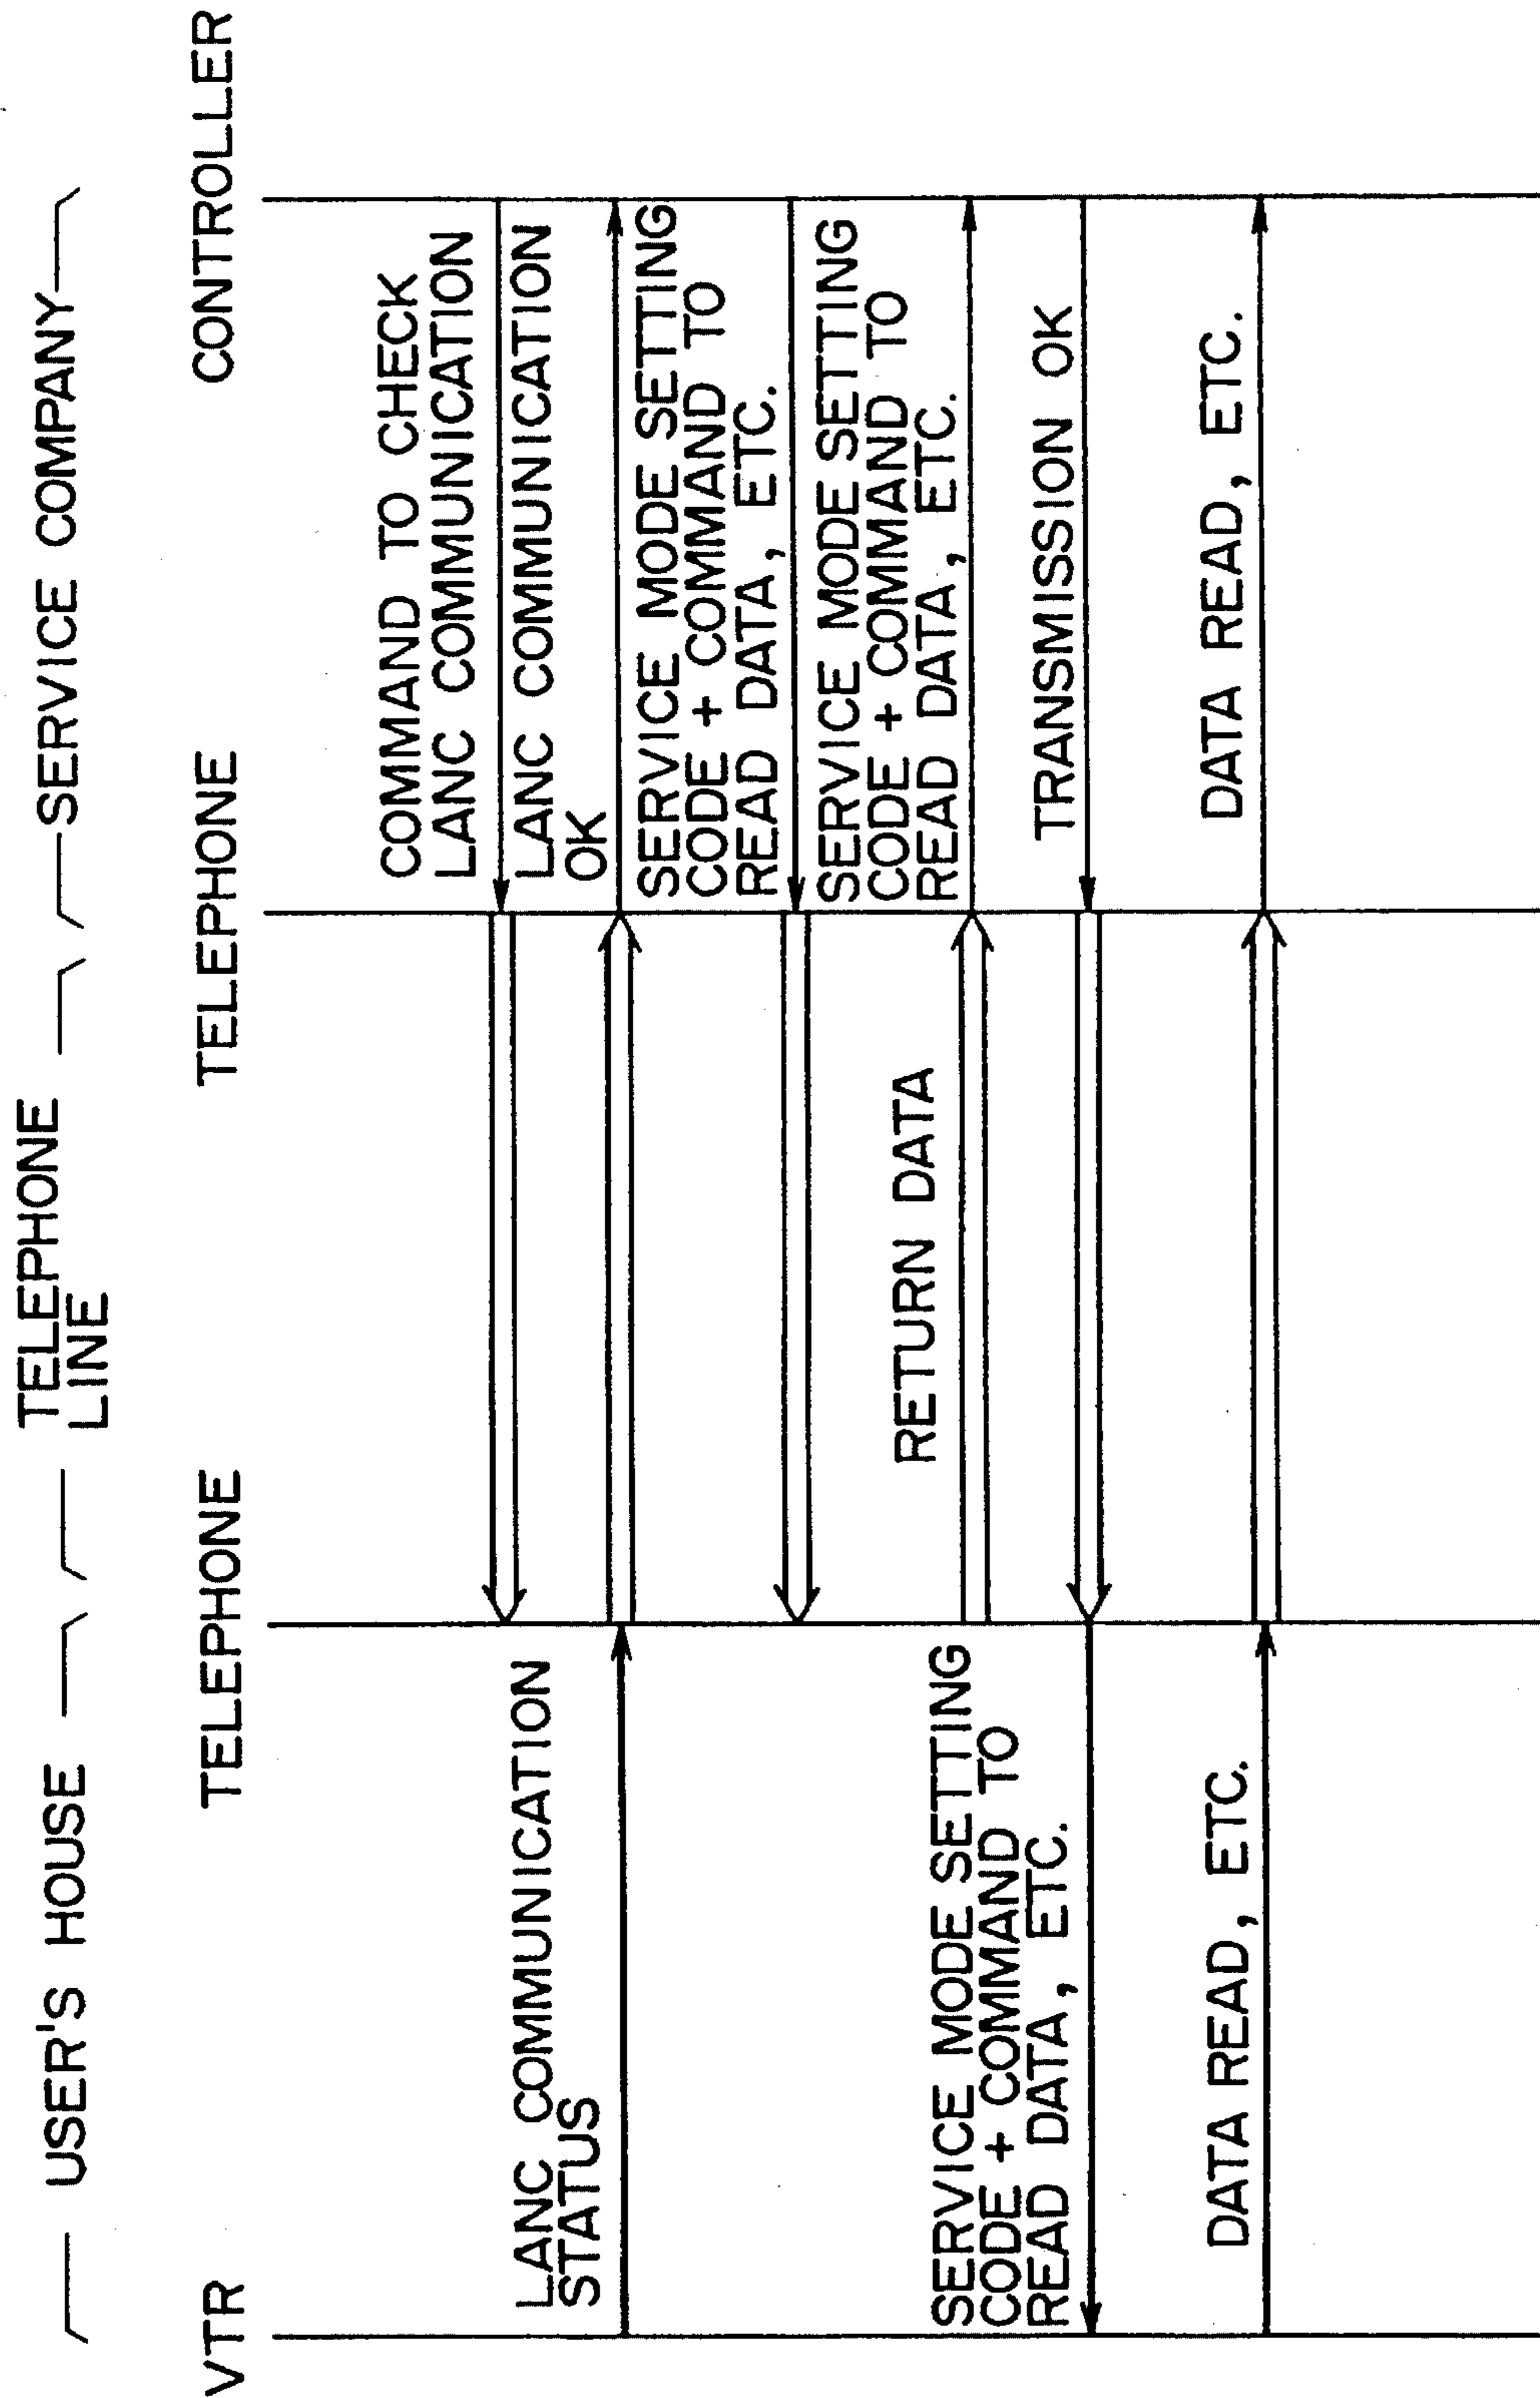 USER'S HOUSE
TELEPHONE
LINE
SERVICE COMPANY
VTR
TELEPHONE
TELEPHONE
CONTROLLER
COMMAND TO CHECK
LANC COMMUNICATION
LANC COMMUNICATION
STATUS
LANC COMMUNICATION
OK
SERVICE MODE SETTING
CODE + COMMAND TO
READ DATA, ETC.
RETURN DATA
SERVICE MODE SETTING
CODE + COMMAND TO
READ DATA, ETC.
SERVICE MODE SETTING
CODE + COMMAND TO
READ DATA, ETC.
TRANSMISSION OK
DATA READ, ETC.
DATA READ, ETC.